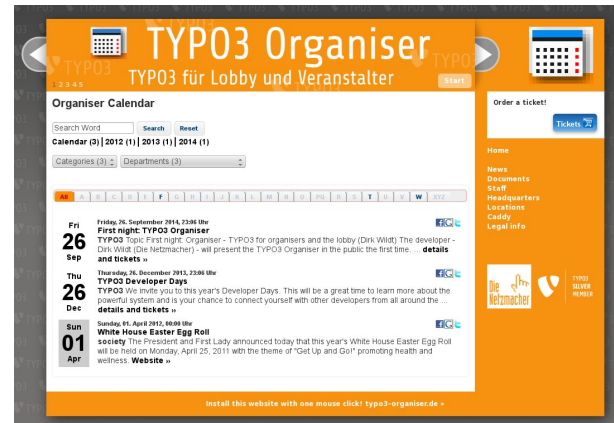 TYPO3 Organiser
TYPO3 für Lobby und Veranstalter
1 2 3 4 5
Start
Organiser Calendar
Search Word
Search
Reset
Calendar (3) | 2012 (1) | 2013 (1) | 2014 (1)
Categories (3)
Departments (3)
All A B C D E F G H I J K L M N O PQ R S T U V W XYZ
Fri
26
Sep
Friday, 26. September 2014, 23:06 Uhr
First night: TYPO3 Organiser
TYPO3 Topic First night: Organiser - TYPO3 for organisers and the lobby (Dirk Wildt) The developer -
Dirk Wildt (Die Netzmacher) - will present the TYPO3 Organiser in the public the first time. ... details
and tickets »
Thu
26
Dec
Thursday, 26. December 2013, 23:06 Uhr
TYPO3 Developer Days
TYPO3 We invite you to this year's Developer Days. This will be a great time to learn more about the
powerful system and is your chance to connect yourself with other developers from all around the ...
details and tickets »
Sun
01
Apr
Sunday, 01. April 2012, 00:00 Uhr
White House Easter Egg Roll
society The President and First Lady announced today that this year's White House Easter Egg Roll
will be held on Monday, April 25, 2011 with the theme of "Get Up and Go!" promoting health and
wellness. Website »
Order a ticket!
Tickets
Home
News
Documents
Staff
Headquarters
Locations
Caddy
Legal info
Die
Netzmacher
TYPO3
SILVER
MEMBER
Install this website with one mouse click! typo3-organiser.de »